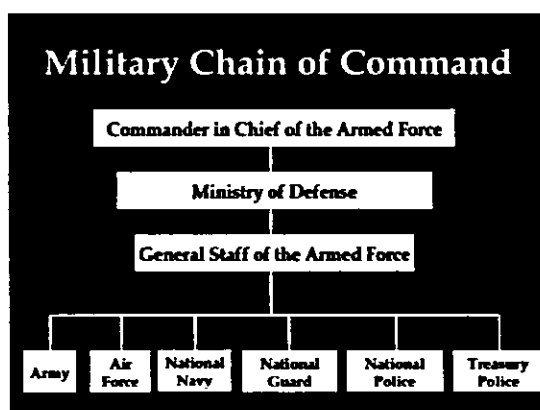 Military Chain of Command
Commander in Chief of the Armed Force
Ministry of Defense
General Staff of the Armed Force
Army
Air
Force
National
Navy
National
Guard
National
Police
Treasury
Police